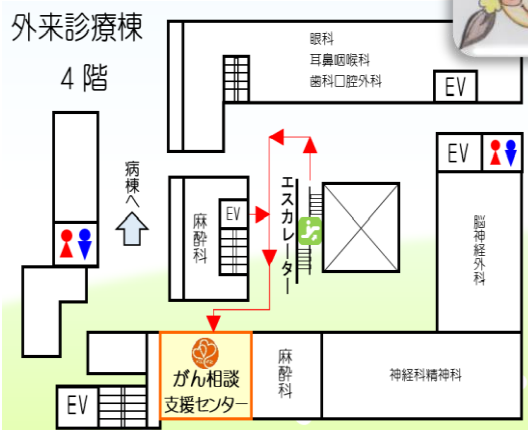 外来診療棟
4階
眼科
耳鼻咽喉科
歯科口腔外科
EV
EV
病棟へ
麻酔科
EV
エスカレーター
脳神経外科
がん相談
支援センター
麻酔科
神経科精神科
EV